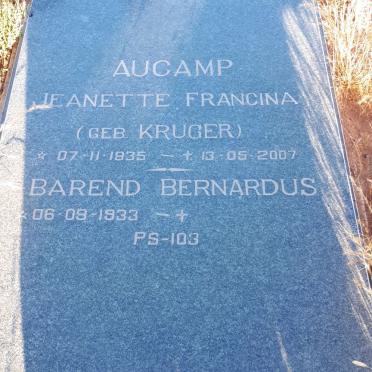 AUCAMP
JEANETTE FRANCINA
(GEB KRUGER)
☆ 07-11-1935 – ✝ 13-05-2007
BAREND BERNARDUS
☆ 06-09-1933 – ✝
PS-103